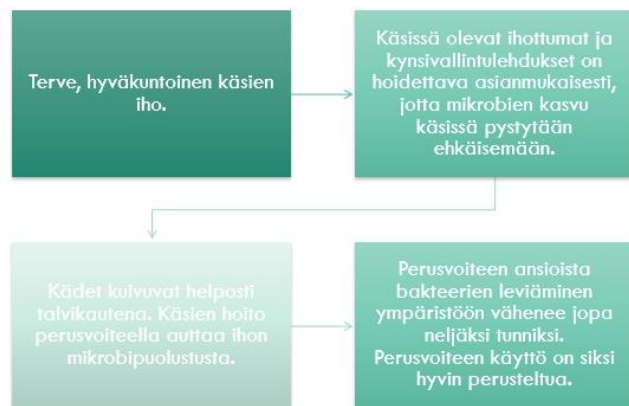 Terve, hyväkuntoinen käsien
iho.
Käsissä olevat ihottumat ja
kynsivallintulehdukset on
hoidettava asianmukaisesti,
jotta mikrobien kasvu
käsissä pystytään
ehkäisemään.
Kädet kuivuvat helposti
talvikautena. Käsien hoito
perusvoiteella auttaa ihon
mikrobipuolustusta.
Perusvoiteen ansioista
bakteerien leviäminen
ympäristöön vähenee jopa
neljäksi tunniksi.
Perusvoiteen käyttö on siksi
hyvin perusteltua.